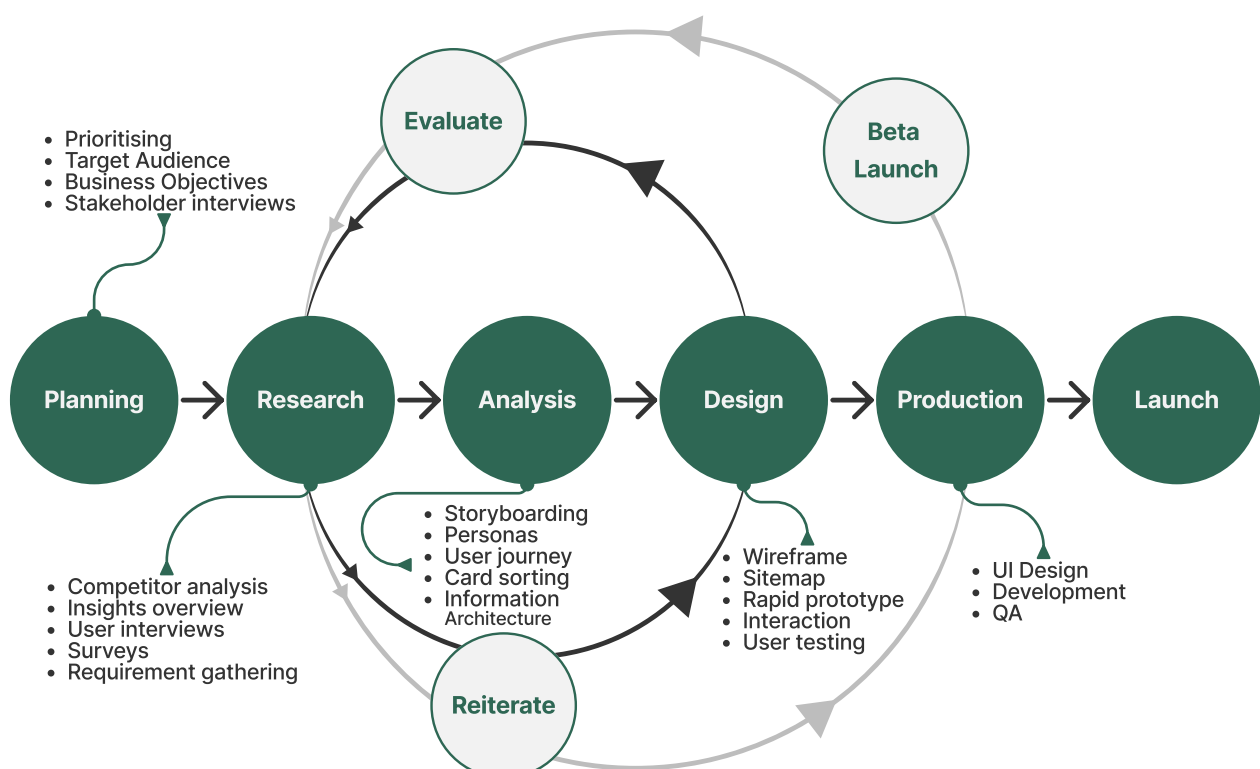 Evaluate
Beta
Launch
• Prioritising
• Target Audience
• Business Objectives
• Stakeholder interviews
Planning
Research
Analysis
Design
Production
Launch
• Competitor analysis
• Insights overview
• User interviews
• Surveys
• Requirement gathering
• Storyboarding
• Personas
• User journey
• Card sorting
• Information
Architecture
• Wireframe
• Sitemap
• Rapid prototype
• Interaction
• User testing
• UI Design
• Development
• QA
Reiterate